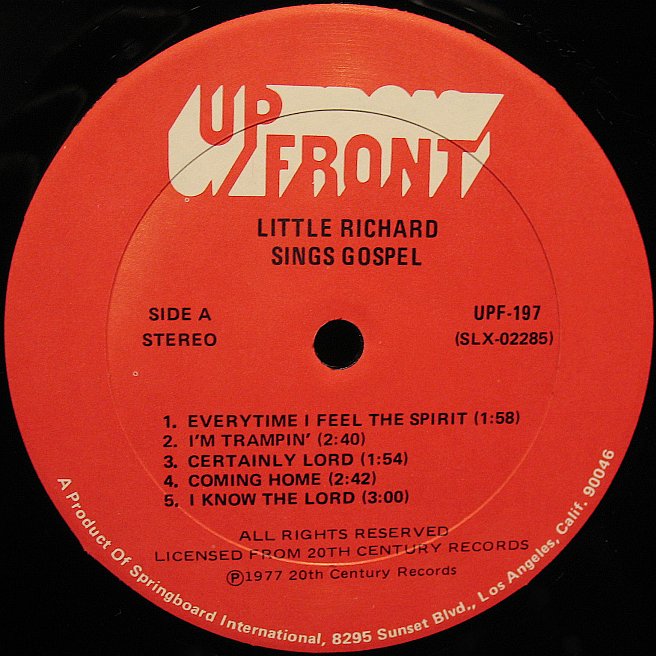 UP FRONT
LITTLE RICHARD
SINGS GOSPEL
SIDE A
STEREO
UPF-197
(SLX-02285)
1. EVERYTIME I FEEL THE SPIRIT (1:58)
2. I'M TRAMPIN' (2:40)
3. CERTAINLY LORD (1:54)
4. COMING HOME (2:42)
5. I KNOW THE LORD (3:00)
ALL RIGHTS RESERVED
LICENSED FROM 20TH CENTURY RECORDS
℗1977 20th Century Records
A Product Of Springboard International, 8295 Sunset Blvd., Los Angeles, Calif. 90046